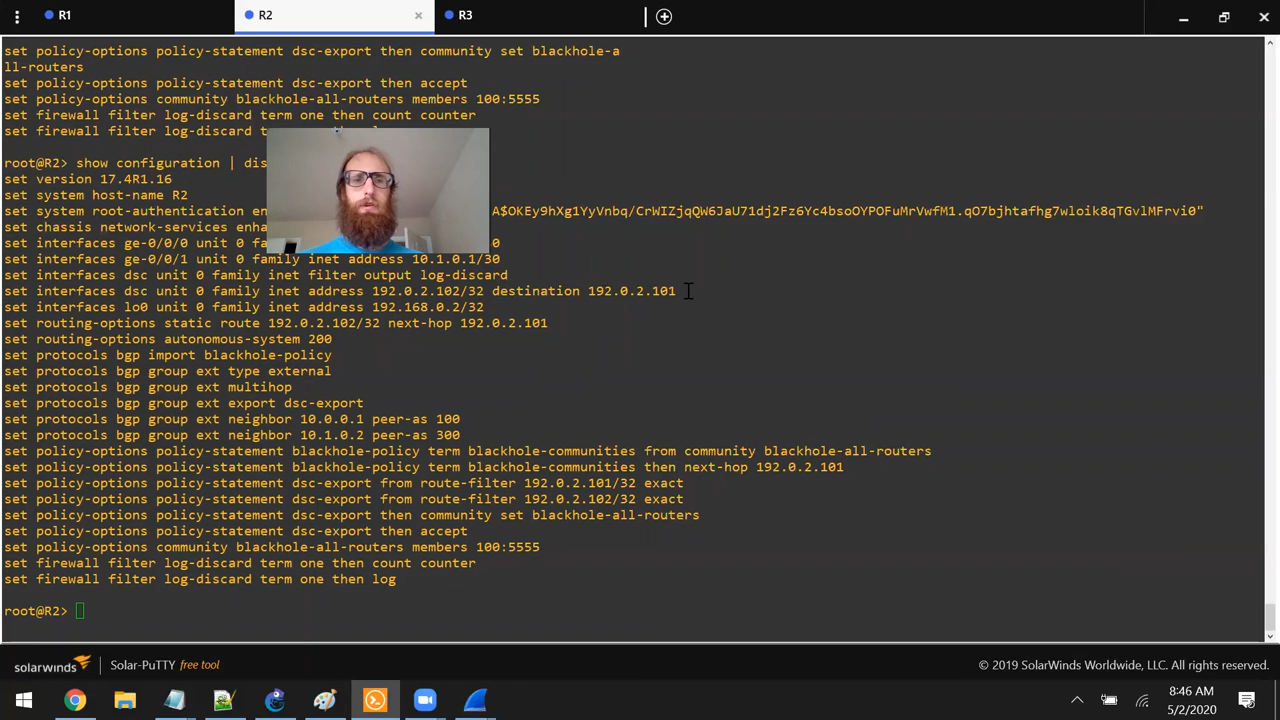 R1
R2
R3
set policy-options policy-statement dsc-export then community set blackhole-a
ll-routers
set policy-options policy-statement dsc-export then accept
set policy-options community blackhole-all-routers members 100:5555
set firewall filter log-discard term one then count counter
set firewall filter log-discard t
root@R2> show configuration | dis
set version 17.4R1.16
set system host-name R2
set system root-authentication en A$OKEy9hXg1YyVnbq/CrWIZjqQW6JaU71dj2Fz6Yc4bsoOYPOFuMrVwfM1.qO7bjhtafhg7wloik8qTGvlMFrvi0"
set chassis network-services enha
set interfaces ge-0/0/0 unit 0 fa 0
set interfaces ge-0/0/1 unit 0 family inet address 10.1.0.1/30
set interfaces dsc unit 0 family inet filter output log-discard
set interfaces dsc unit 0 family inet address 192.0.2.102/32 destination 192.0.2.101
set interfaces lo0 unit 0 family inet address 192.168.0.2/32
set routing-options static route 192.0.2.102/32 next-hop 192.0.2.101
set routing-options autonomous-system 200
set protocols bgp import blackhole-policy
set protocols bgp group ext type external
set protocols bgp group ext multihop
set protocols bgp group ext export dsc-export
set protocols bgp group ext neighbor 10.0.0.1 peer-as 100
set protocols bgp group ext neighbor 10.1.0.2 peer-as 300
set policy-options policy-statement blackhole-policy term blackhole-communities from community blackhole-all-routers
set policy-options policy-statement blackhole-policy term blackhole-communities then next-hop 192.0.2.101
set policy-options policy-statement dsc-export from route-filter 192.0.2.101/32 exact
set policy-options policy-statement dsc-export from route-filter 192.0.2.102/32 exact
set policy-options policy-statement dsc-export then community set blackhole-all-routers
set policy-options policy-statement dsc-export then accept
set policy-options community blackhole-all-routers members 100:5555
set firewall filter log-discard term one then count counter
set firewall filter log-discard term one then log
root@R2>
solarwinds Solar-PuTTY free tool © 2019 SolarWinds Worldwide, LLC. All rights reserved.
8:46 AM
5/2/2020